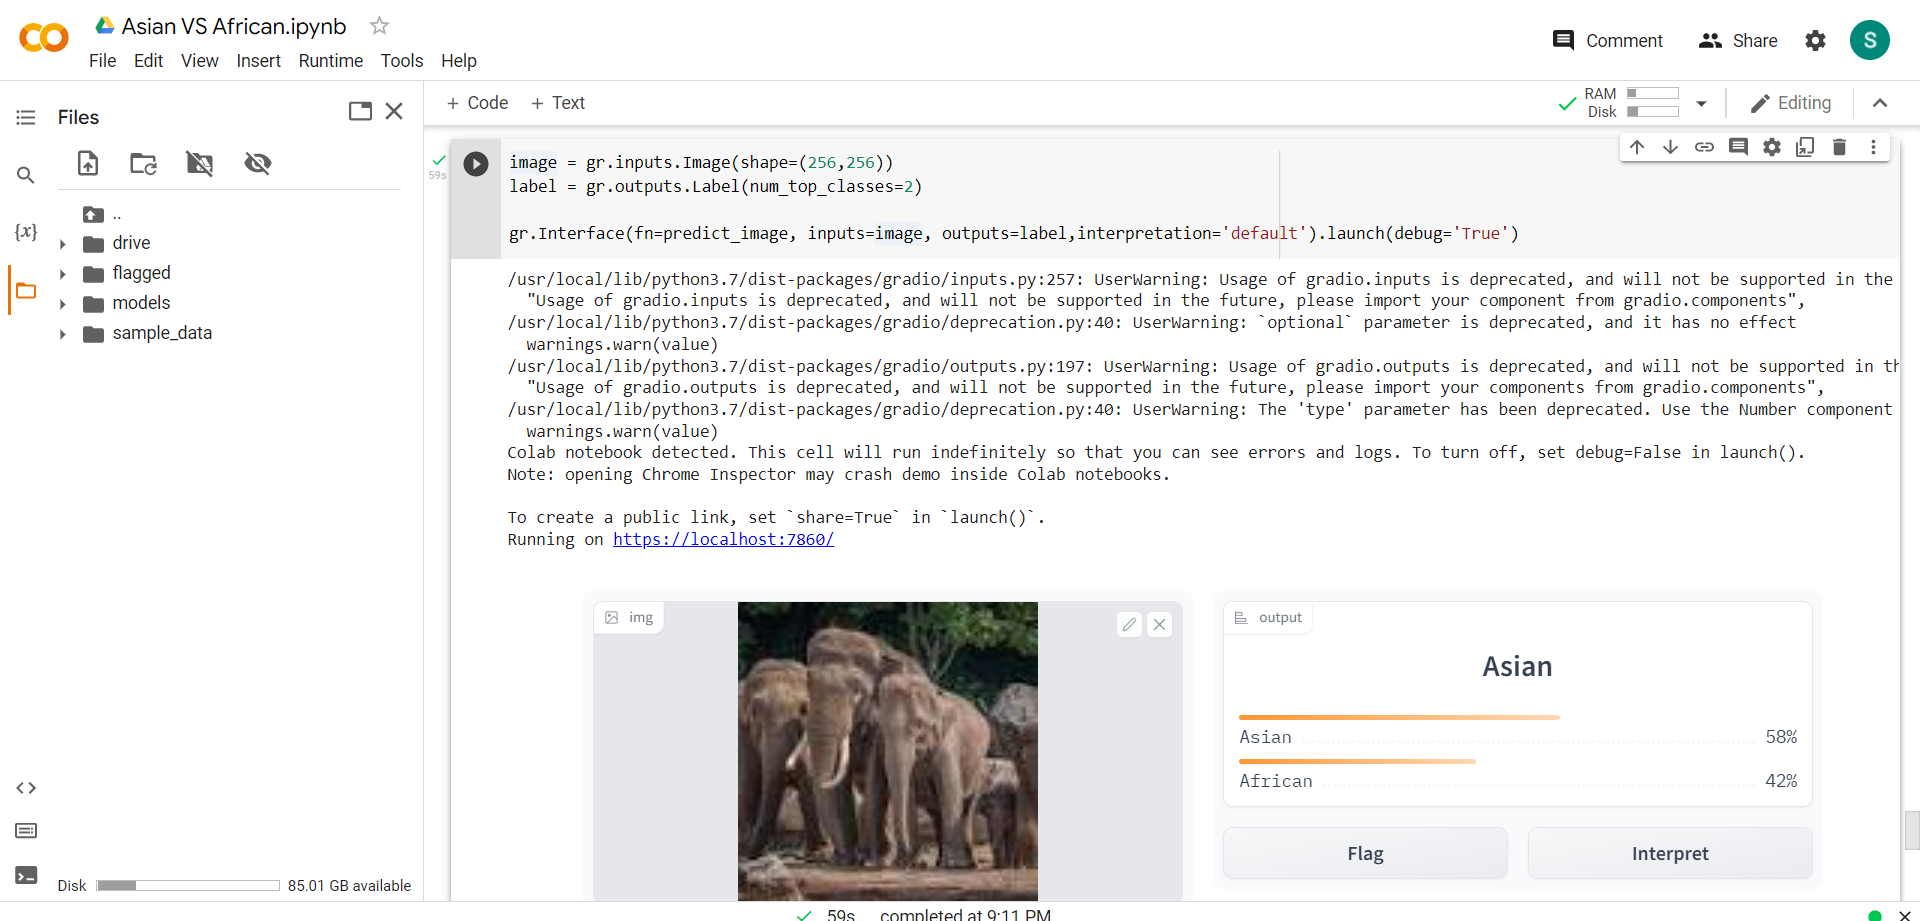 Asian VS African.ipynb
File Edit View Insert Runtime Tools Help
Comment
Share
S
Files
+ Code + Text
RAM
Disk
Editing
{x}
..
drive
flagged
models
sample_data
59s
image = gr.inputs.Image(shape=(256,256))
label = gr.outputs.Label(num_top_classes=2)
gr.Interface(fn=predict_image, inputs=image, outputs=label,interpretation='default').launch(debug='True')
/usr/local/lib/python3.7/dist-packages/gradio/inputs.py:257: UserWarning: Usage of gradio.inputs is deprecated, and will not be supported in the
"Usage of gradio.inputs is deprecated, and will not be supported in the future, please import your component from gradio.components",
/usr/local/lib/python3.7/dist-packages/gradio/deprecation.py:40: UserWarning: `optional` parameter is deprecated, and it has no effect
warnings.warn(value)
/usr/local/lib/python3.7/dist-packages/gradio/outputs.py:197: UserWarning: Usage of gradio.outputs is deprecated, and will not be supported in th
"Usage of gradio.outputs is deprecated, and will not be supported in the future, please import your components from gradio.components",
/usr/local/lib/python3.7/dist-packages/gradio/deprecation.py:40: UserWarning: The 'type' parameter has been deprecated. Use the Number component
warnings.warn(value)
Colab notebook detected. This cell will run indefinitely so that you can see errors and logs. To turn off, set debug=False in launch().
Note: opening Chrome Inspector may crash demo inside Colab notebooks.
To create a public link, set `share=True` in `launch()`.
Running on https://localhost:7860/
img
output
Asian
Asian 58%
African 42%
Flag
Interpret
Disk 85.01 GB available
59s completed at 9:11 PM